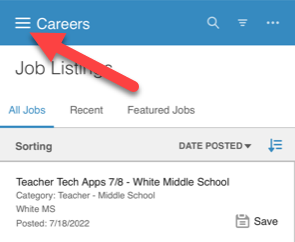 Careers
Job Listings
All Jobs Recent Featured Jobs
Sorting DATE POSTED
Teacher Tech Apps 7/8 - White Middle School
Category: Teacher - Middle School
White MS
Posted: 7/18/2022 Save